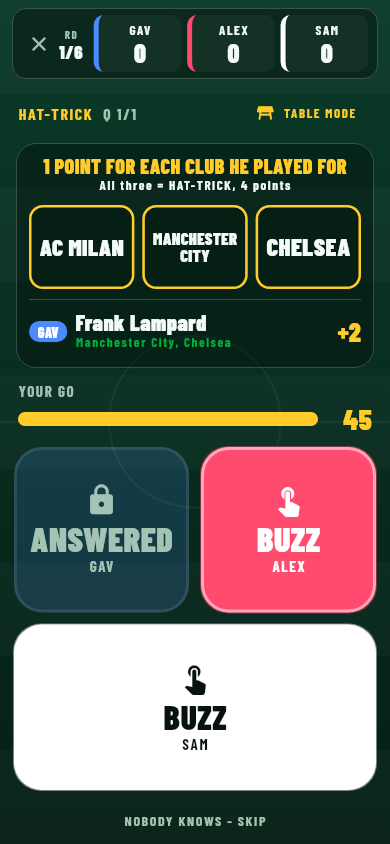 RD
1/6
GAV
0
ALEX
0
SAM
0
HAT-TRICK Q 1/1
TABLE MODE
1 POINT FOR EACH CLUB HE PLAYED FOR
All three = HAT-TRICK, 4 points
AC MILAN
MANCHESTER
CITY
CHELSEA
GAV
Frank Lampard
Manchester City, Chelsea
+2
YOUR GO
45
ANSWERED
GAV
BUZZ
ALEX
BUZZ
SAM
NOBODY KNOWS - SKIP